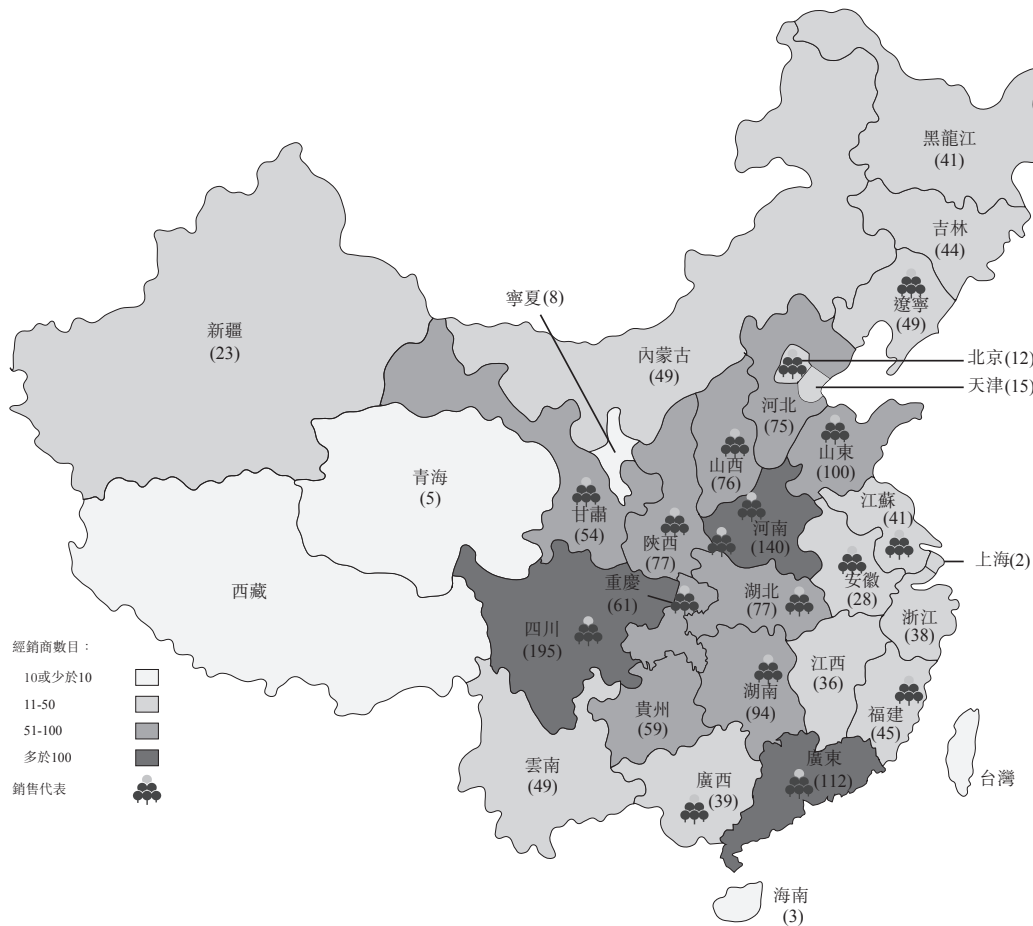 黑龍江
(41)
吉林
(44)
遼寧
(49)
寧夏(8)
新疆
(23)
內蒙古
(49)
北京(12)
天津(15)
河北
(75)
山西
(76)
山東
(100)
青海
(5)
甘肅
(54)
陝西
(77)
河南
(140)
江蘇
(41)
上海(2)
安徽
(28)
重慶
(61)
湖北
(77)
西藏
四川
(195)
浙江
(38)
江西
(36)
湖南
(94)
貴州
(59)
福建
(45)
雲南
(49)
廣西
(39)
廣東
(112)
台灣
海南
(3)
經銷商數目：
10或少於10
11-50
51-100
多於100
銷售代表